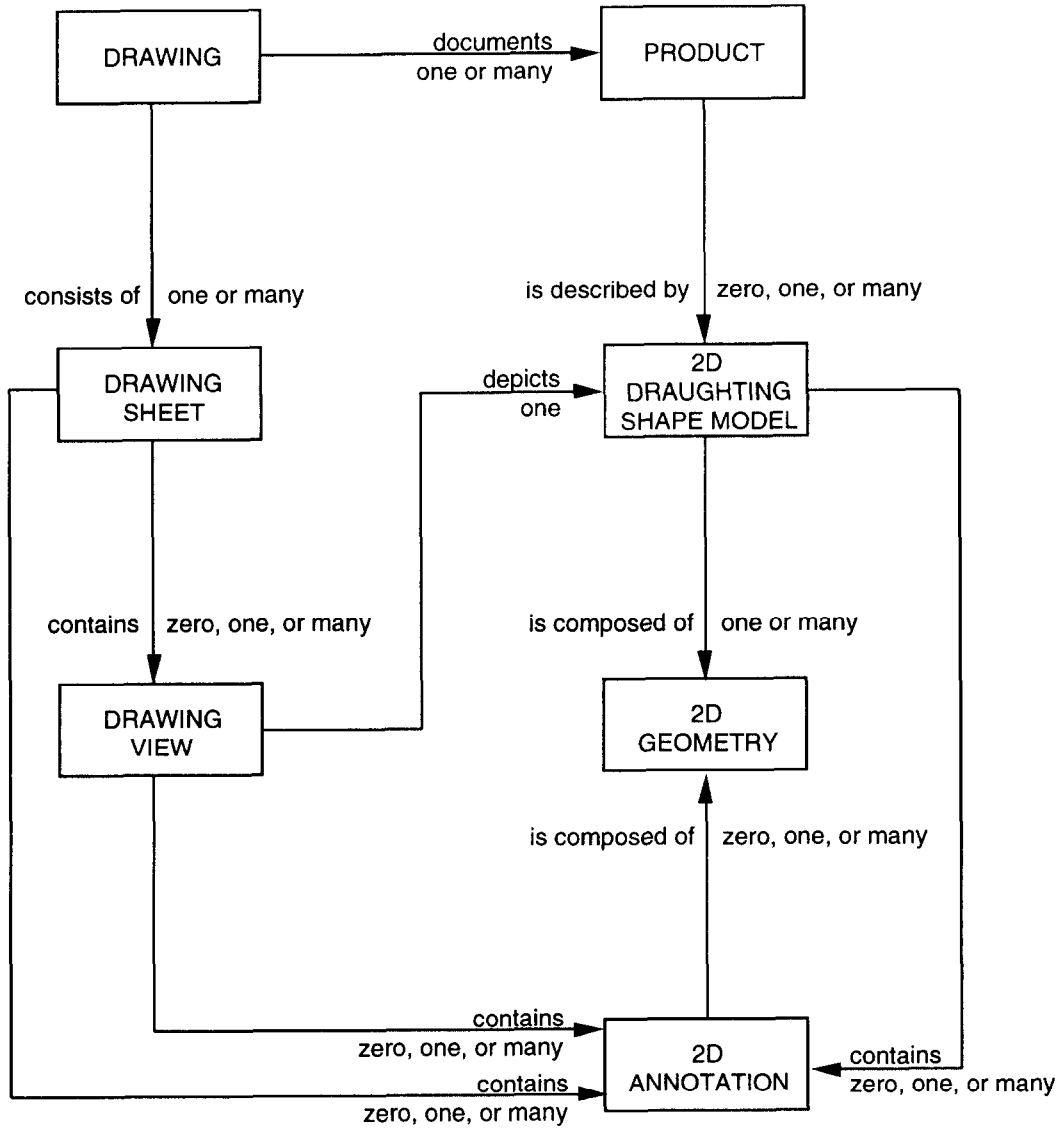 DRAWING
documents
one or many
PRODUCT
consists of one or many
is described by zero, one, or many
DRAWING
SHEET
depicts
one
2D
DRAUGHTING
SHAPE MODEL
contains zero, one, or many
is composed of one or many
DRAWING
VIEW
2D
GEOMETRY
is composed of zero, one, or many
contains
zero, one, or many
2D
ANNOTATION
contains
zero, one, or many
contains
zero, one, or many